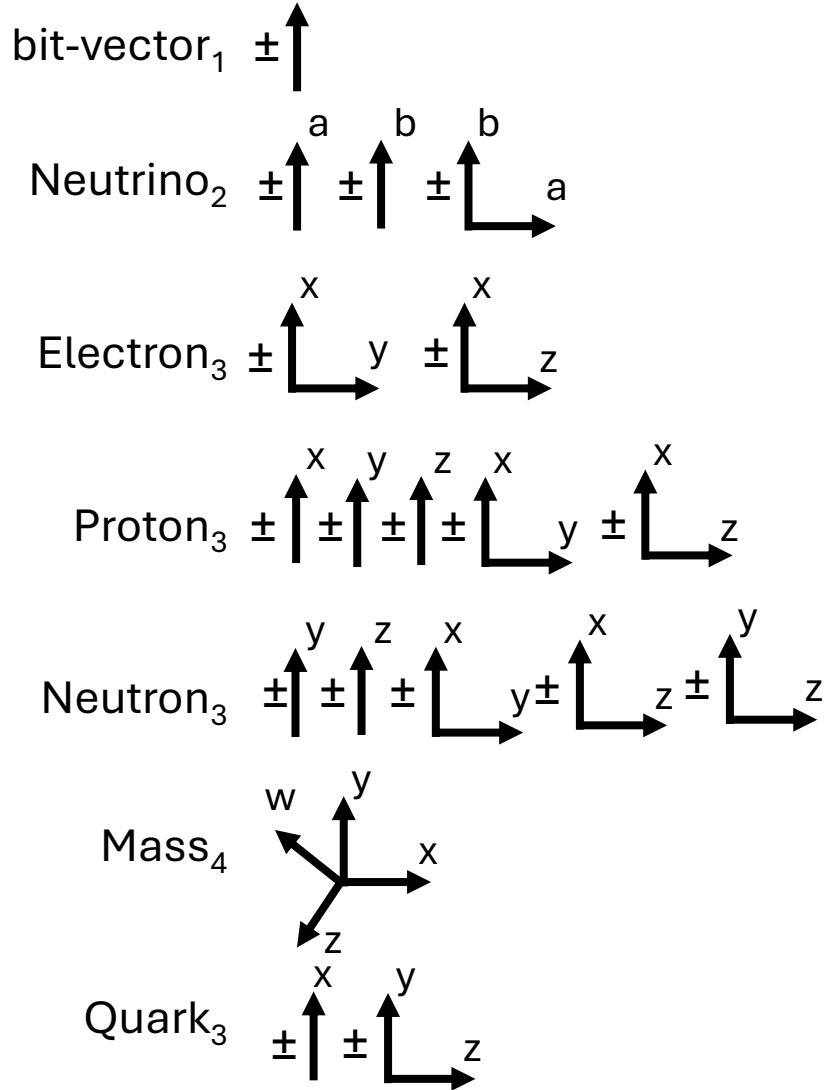 bit-vector₁ ±
Neutrino₂ ± a ± b ± b a
Electron₃ ± x y ± x z
Proton₃ ± x ± y ± z ± x y ± x z
Neutron₃ ± y ± z ± x y ± x z ± y z
Mass₄ w y x z
Quark₃ ± x ± y z